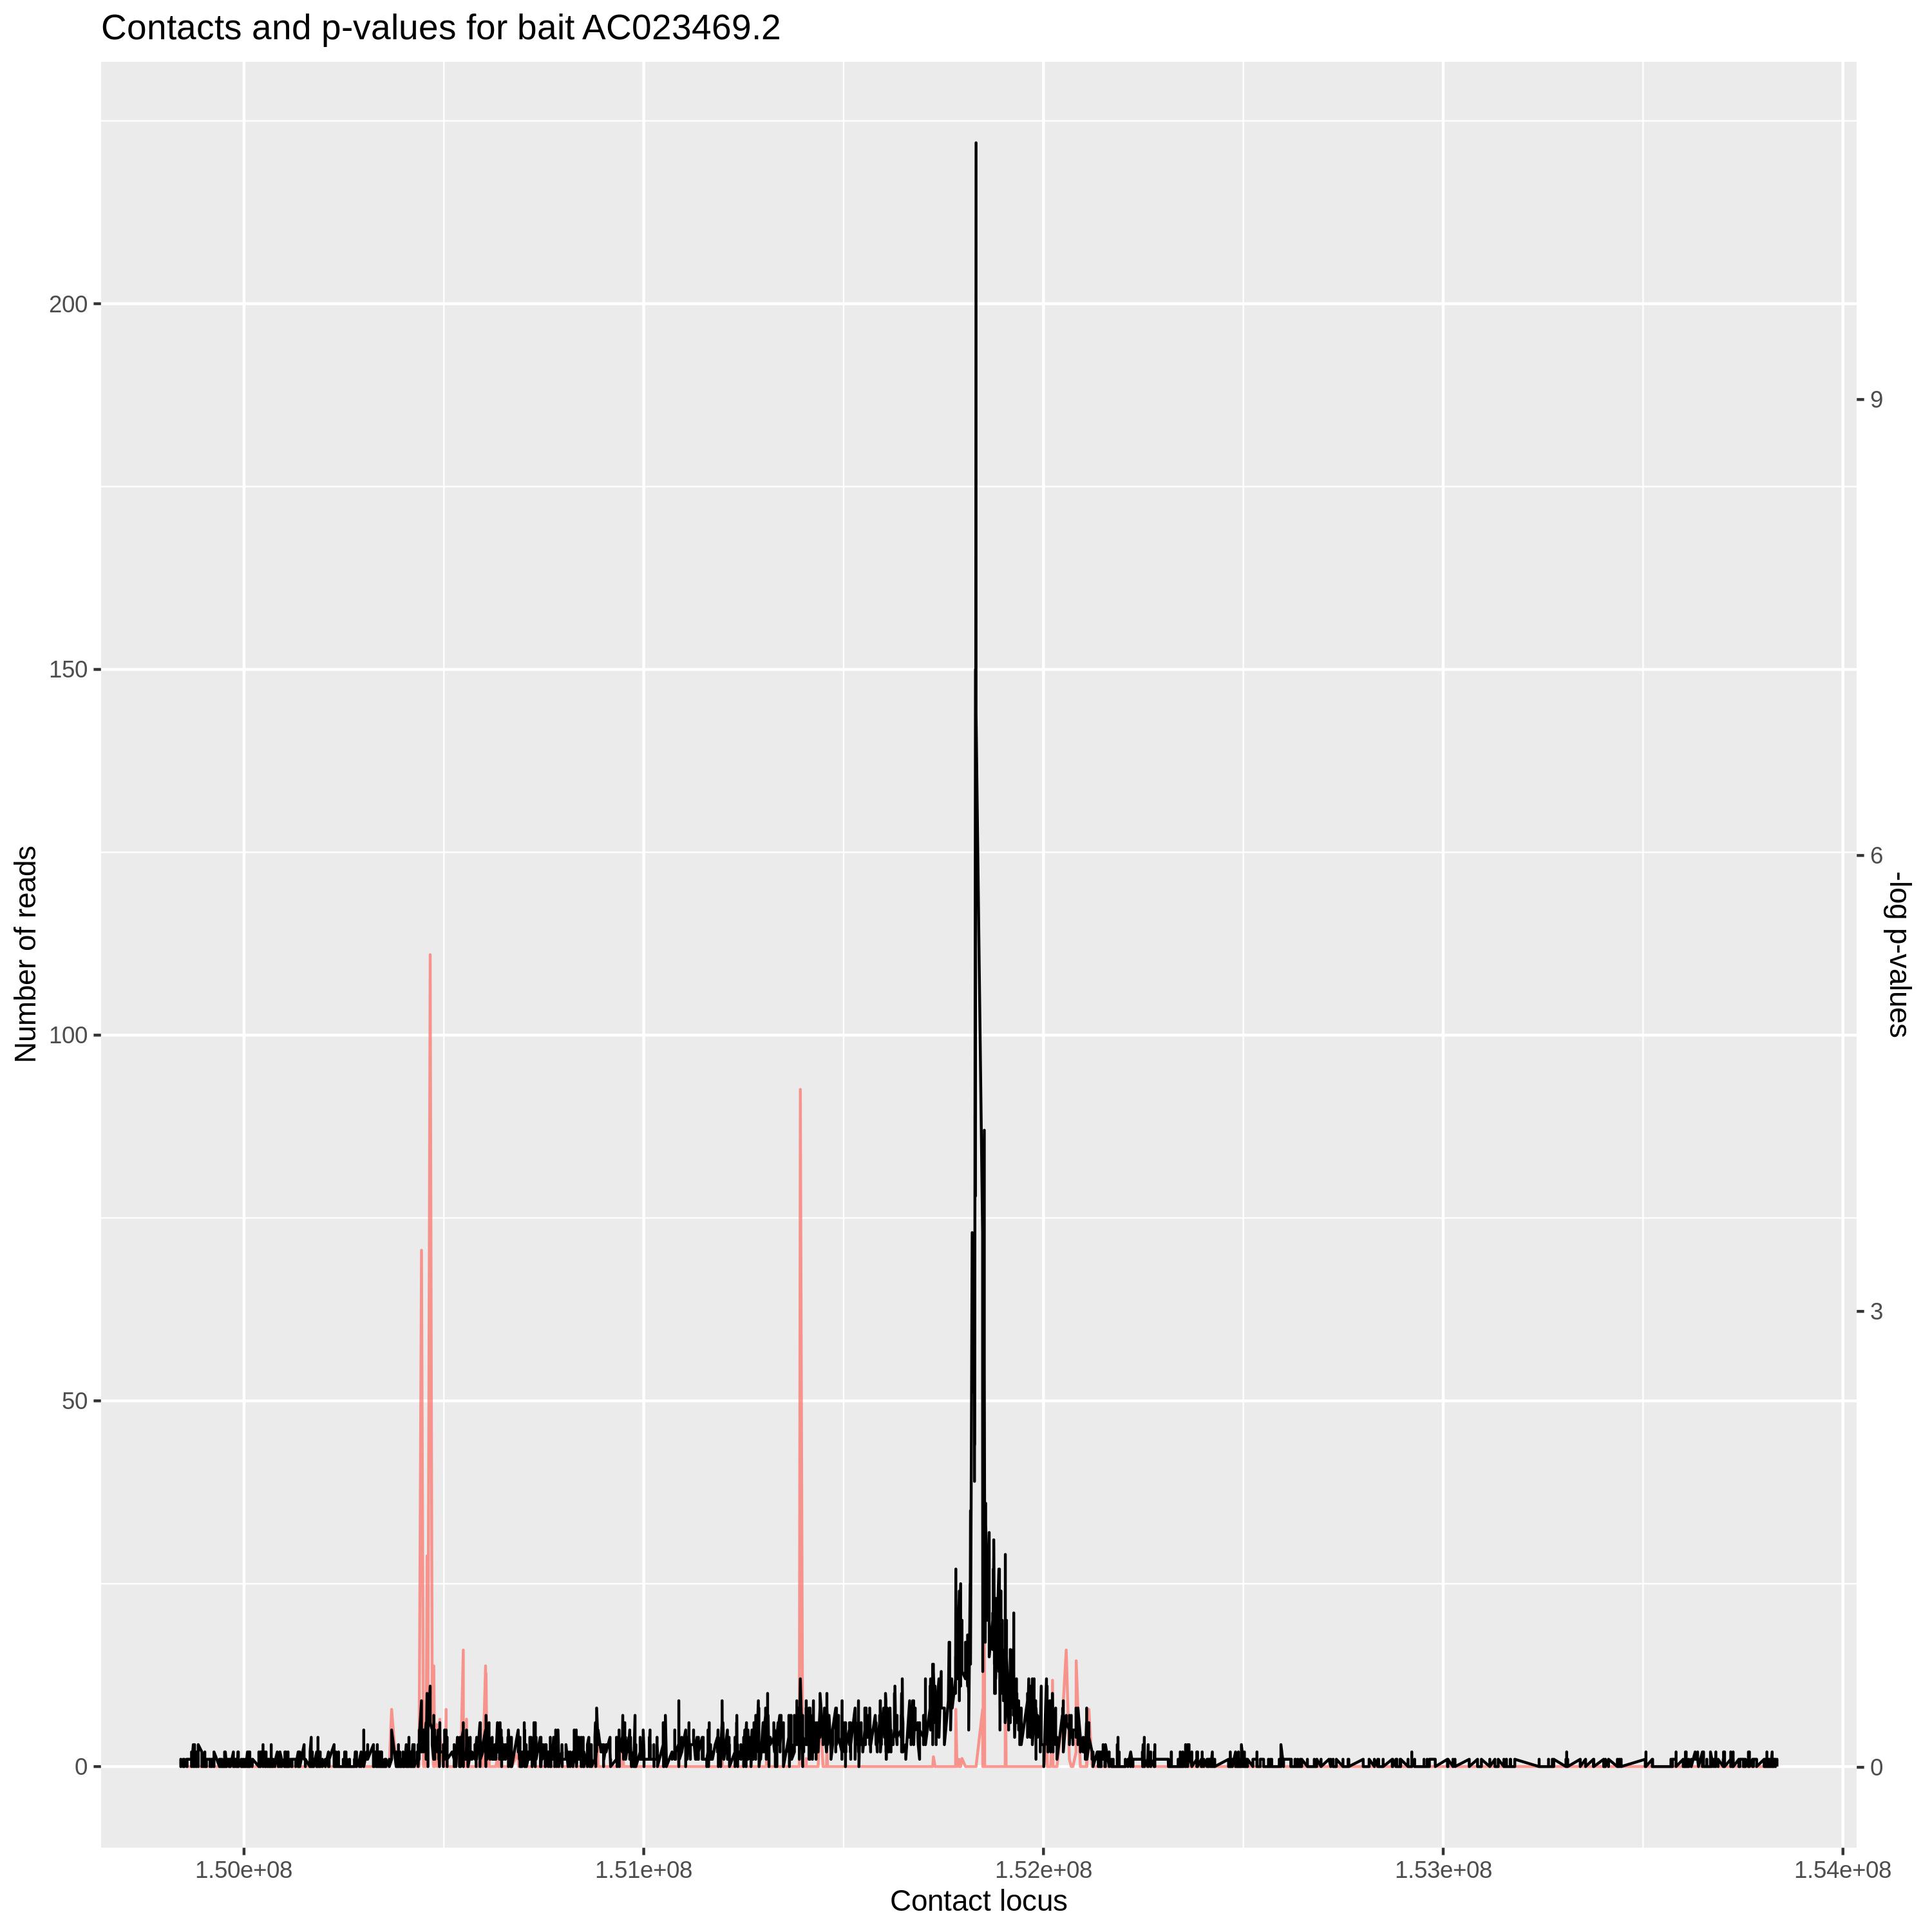 Contacts and p-values for bait AC023469.2
200
150
100
50
0
Number of reads
9
6
3
0
-log p-values
1.50e+08
1.51e+08
1.52e+08
1.53e+08
1.54e+08
Contact locus